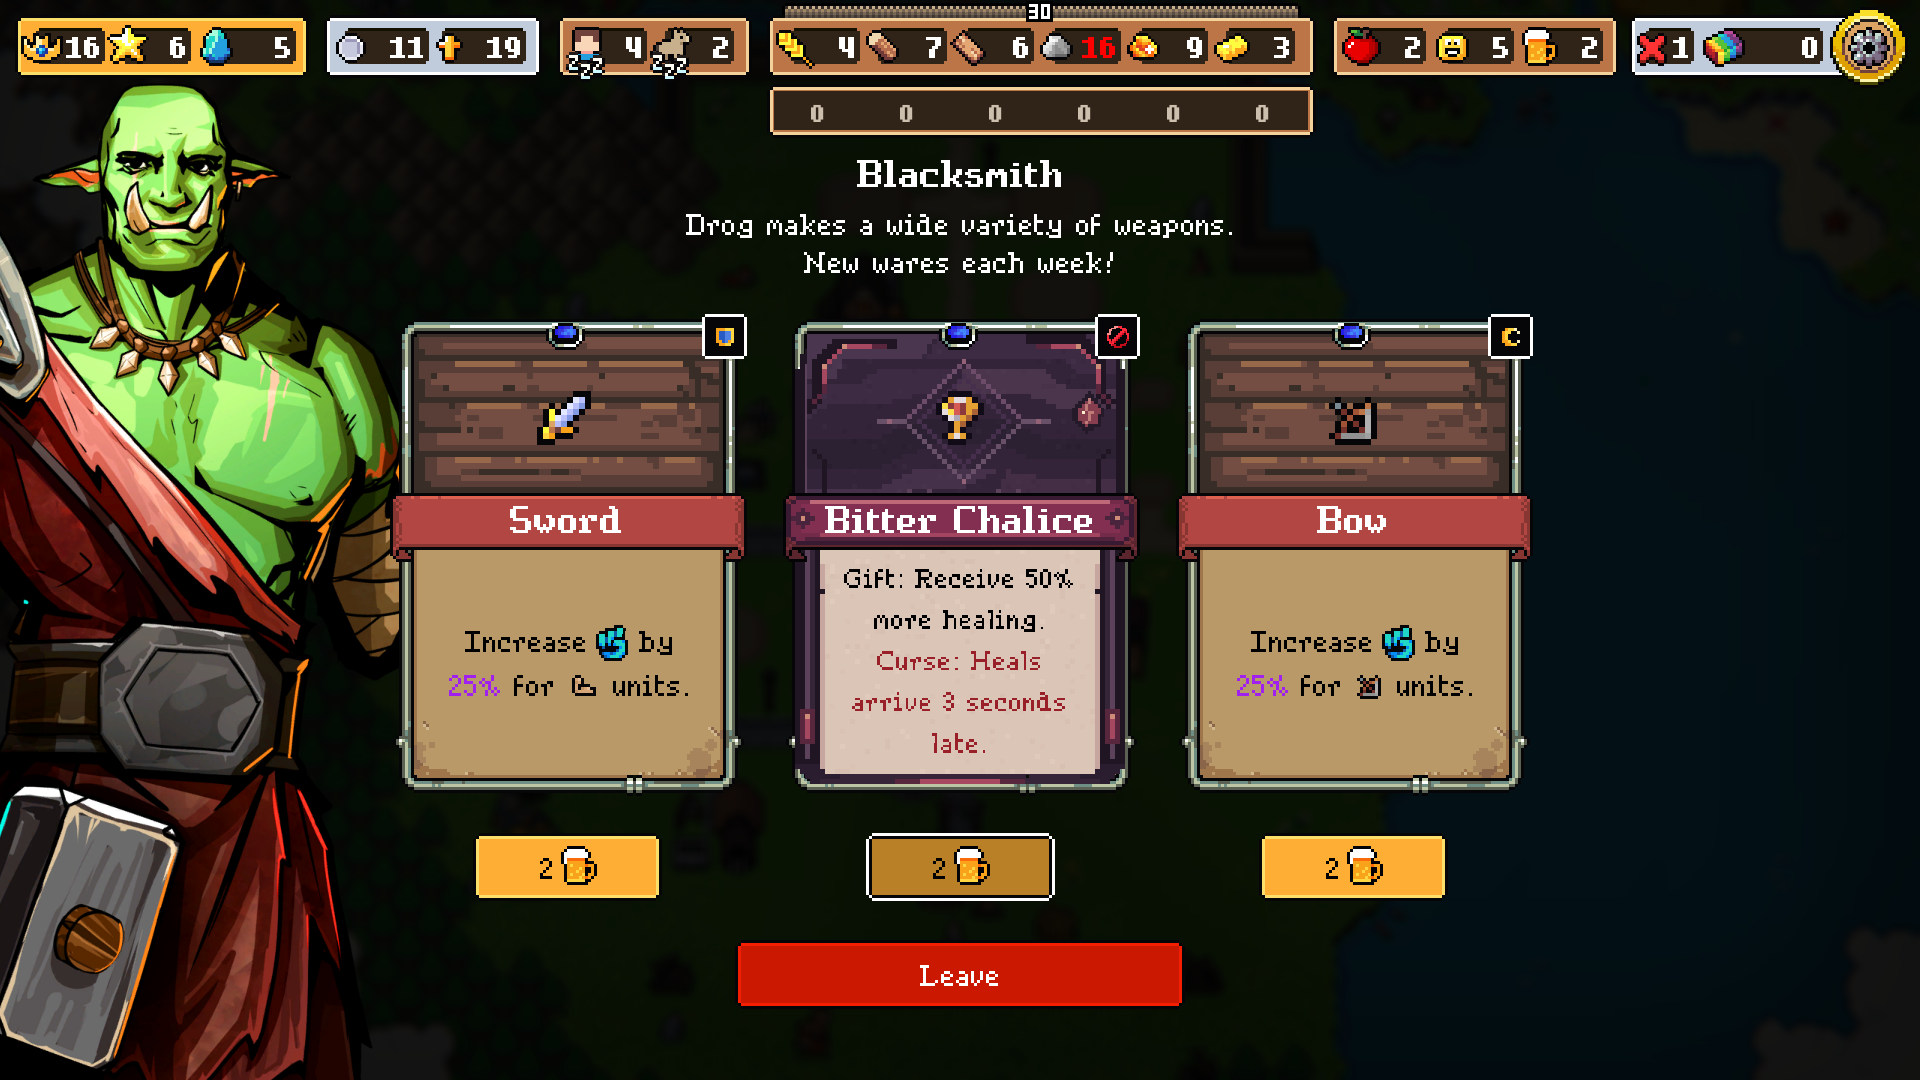 30
16 6 5 11 19 4 2 4 7 6 16 9 3 2 5 2 1 0
zzz zzz
0 0 0 0 0 0
Blacksmith
Drog makes a wide variety of weapons.
New wares each week!
Sword
Increase by
25% for units.
2
Bitter Chalice
Gift: Receive 50%
more healing.
Curse: Heals
arrive 3 seconds
late.
2
Bow
Increase by
25% for units.
2
Leave